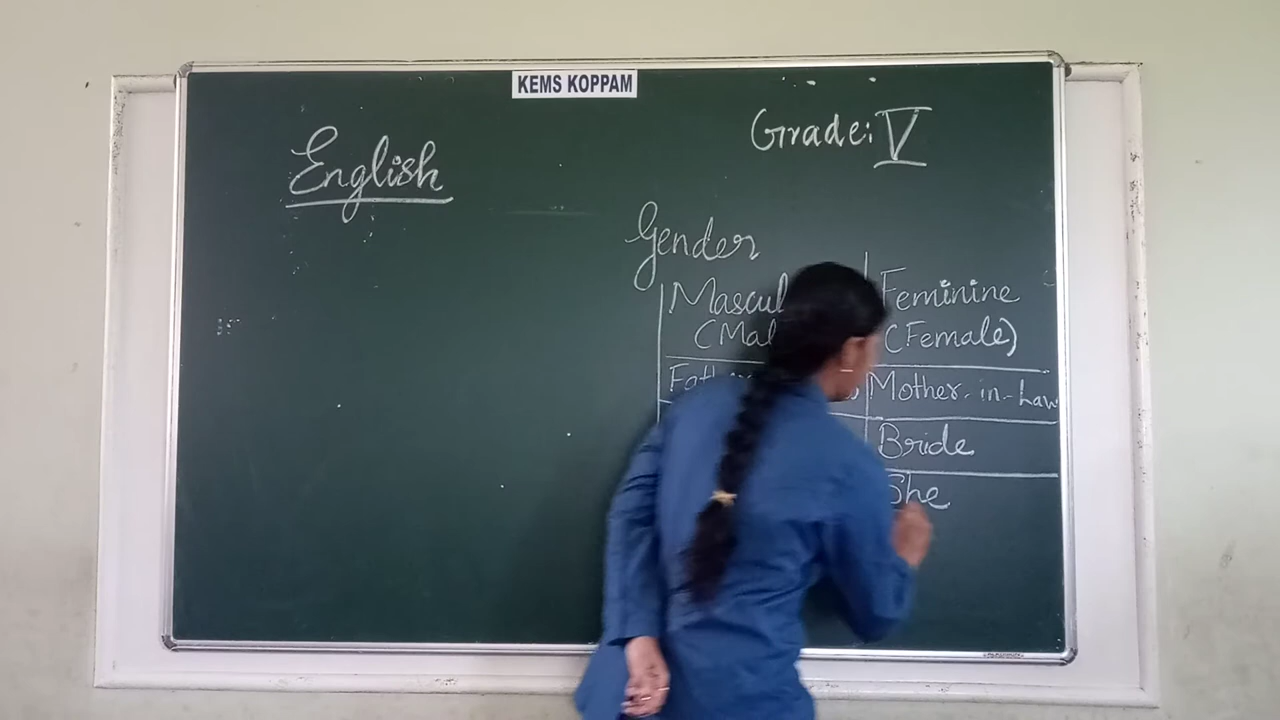 KEMS KOPPAM
English
Grade: V
Gender
Feminine
(Female)
Mother-in-Law
Bride
She